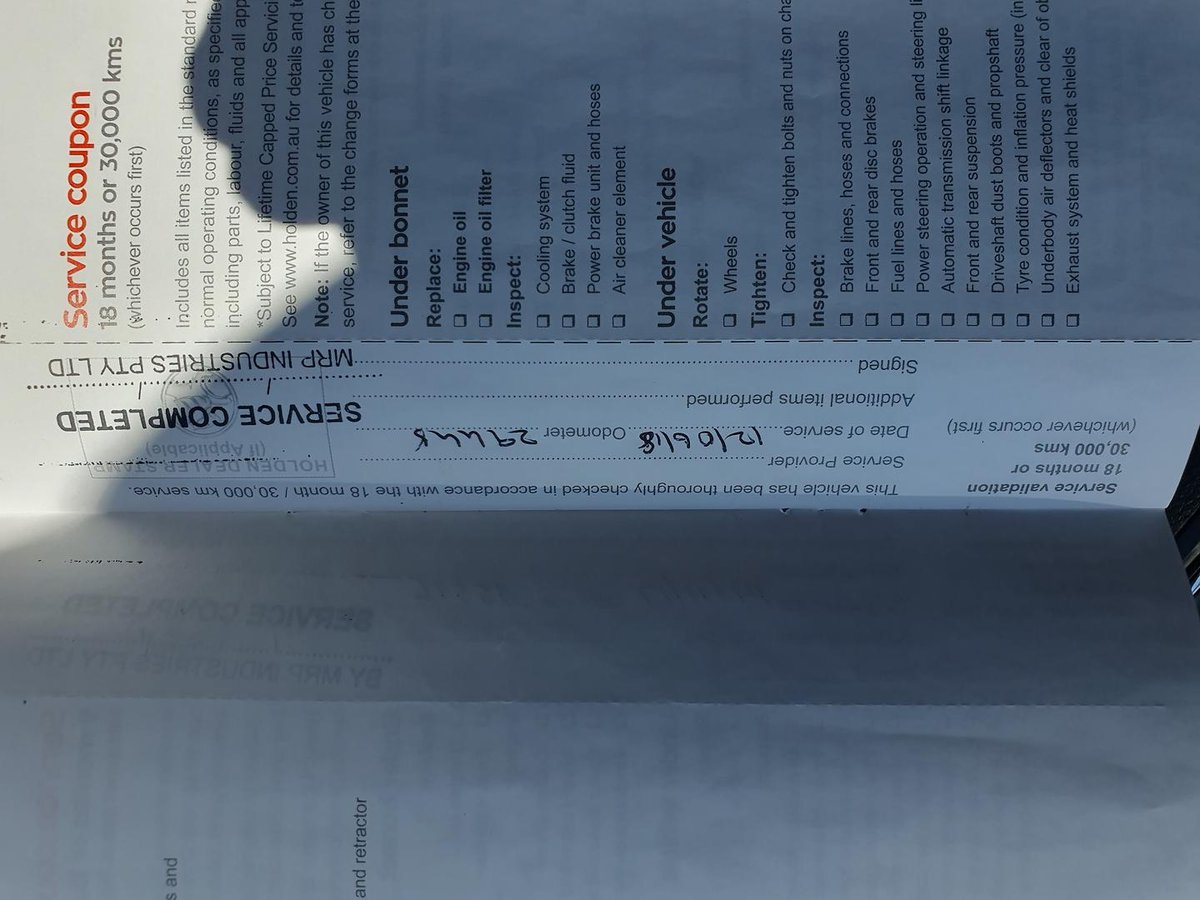 Service coupon
18 months or 30,000 kms
(whichever occurs first)
Includes all items listed in the standard
normal operating conditions, as specifie
including parts, labour, fluids and all app
*Subject to Lifetime Capped Price Servici
See www.holden.com.au for details and te
Note: If the owner of this vehicle has ch
service, refer to the change forms at the
Under bonnet
Replace:
Engine oil
Engine oil filter
Inspect:
Cooling system
Brake / clutch fluid
Power brake unit and hoses
Air cleaner element
Under vehicle
Rotate:
Wheels
Tighten:
Check and tighten bolts and nuts on cha
Inspect:
Brake lines, hoses and connections
Front and rear disc brakes
Fuel lines and hoses
Power steering operation and steering li
Automatic transmission shift linkage
Front and rear suspension
Driveshaft dust boots and propshaft
Tyre condition and inflation pressure (in
Underbody air deflectors and clear of ob
Exhaust system and heat shields
Service validation
18 months or
30,000 kms
(whichever occurs first)
This vehicle has been thoroughly checked in accordance with the 18 month / 30,000 km service.
Service Provider
Date of service 12/06/18 Odometer 29448
Additional items performed
Signed
HOLDEN DEALER STAMP
(If Applicable)
SERVICE COMPLETED
MRP INDUSTRIES PTY LTD
s and
and retractor